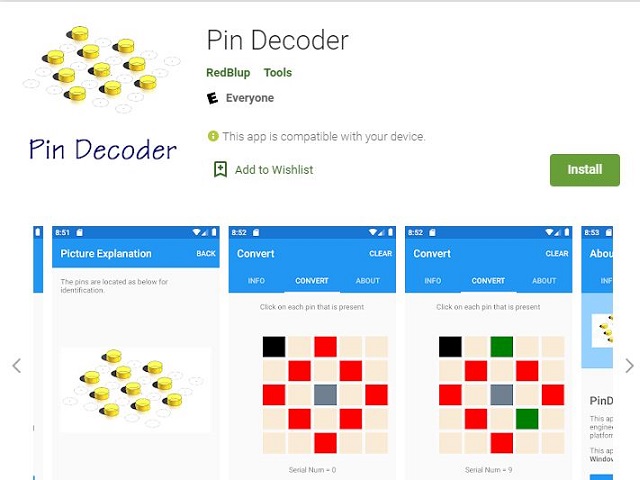 Pin Decoder
RedBlup Tools
E Everyone
This app is compatible with your device.
Pin Decoder
Add to Wishlist
Install
8:51
Picture Explanation BACK
The pins are located as below for
identification.
8:52
Convert CLEAR
INFO CONVERT ABOUT
Click on each pin that is present
Serial Num = 0
8:52
Convert CLEAR
INFO CONVERT ABOUT
Click on each pin that is present
Serial Num = 9
8:53
Abou
INF
PinD
This ap
engine
platfor
This ap
Window